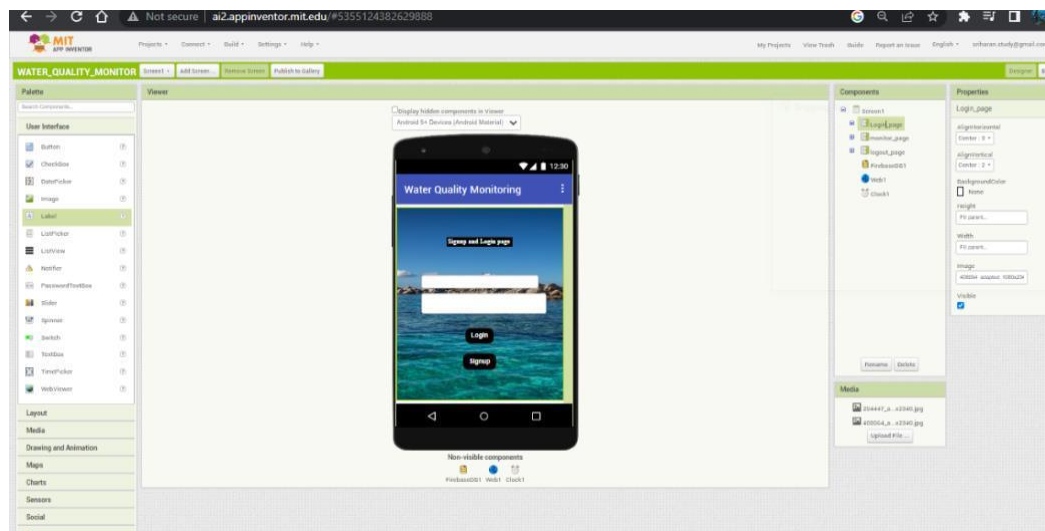 Not secure | ai2.appinventor.mit.edu/#5355124382629888
MIT
APP INVENTOR
Projects
Connect
Build
Settings
Help
My Projects
View Trash
Guide
Report an Issue
English
WATER_QUALITY_MONITOR
Screen1
Add Screen ...
Remove Screen
Publish to Gallery
Designer
Palette
Search Components...
User Interface
Button
CheckBox
DatePicker
Image
Label
ListPicker
ListView
Notifier
PasswordTextBox
Slider
Spinner
Switch
TextBox
TimePicker
WebViewer
Layout
Media
Drawing and Animation
Maps
Charts
Sensors
Social
Viewer
Display hidden components in Viewer
Android 5+ Devices (Android Material)
12:30
Water Quality Monitoring
Signup and Login page
Login
Signup
Non-visible components
FirebaseDB1
Web1
Clock1
Components
Screen1
Login_page
monitor_page
logout_page
FirebaseDB1
Web1
Clock1
Rename
Delete
Media
Upload File ...
Properties
Login_page
AlignHorizontal
Center : 3
AlignVertical
Center : 2
BackgroundColor
None
Height
Fill parent...
Width
Fill parent...
Image
Visible